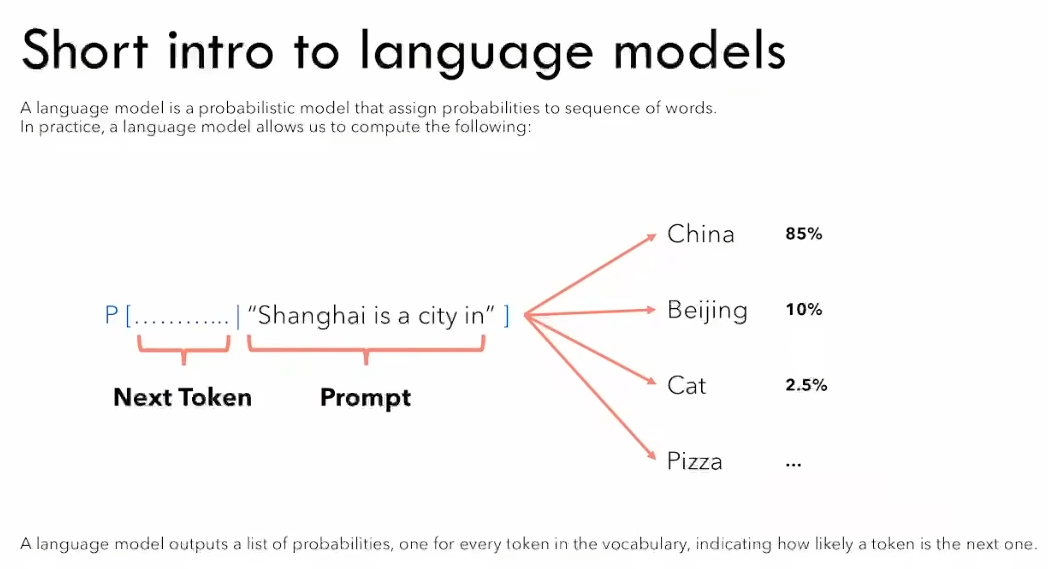 Short intro to language models
A language model is a probabilistic model that assign probabilities to sequence of words.
In practice, a language model allows us to compute the following:
China 85%
P [………... | “Shanghai is a city in” ]
Beijing 10%
Next Token Prompt
Cat 2.5%
Pizza ...
A language model outputs a list of probabilities, one for every token in the vocabulary, indicating how likely a token is the next one.